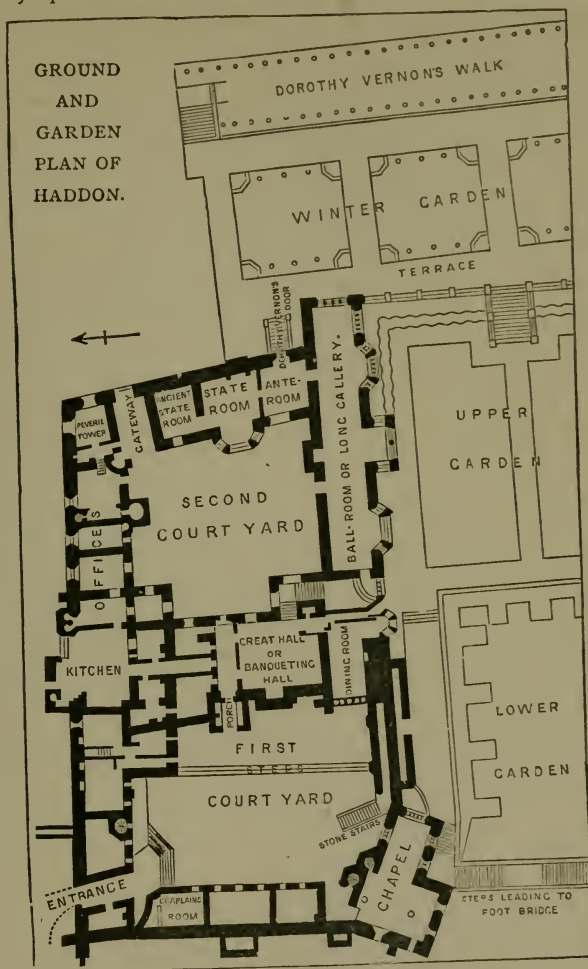 GROUND
AND
GARDEN
PLAN OF
HADDON.
DOROTHY VERNON'S WALK
WINTER GARDEN
TERRACE
DOROTHY VERNON'S
DOOR
PEVERIL
TOWER
GATEWAY
ANCIENT
STATE
ROOM
STATE
ROOM
ANTE-
ROOM
BALL-ROOM OR LONG GALLERY.
UPPER
GARDEN
SECOND
COURT YARD
OFFICES
KITCHEN
GREAT HALL
OR
BANQUETING
HALL
DINING ROOM
PORCH
LOWER
GARDEN
FIRST
STEPS
COURT YARD
STONE STAIRS
CHAPEL
ENTRANCE
CHAPLAINS
ROOM
STEPS LEADING TO
FOOT BRIDGE